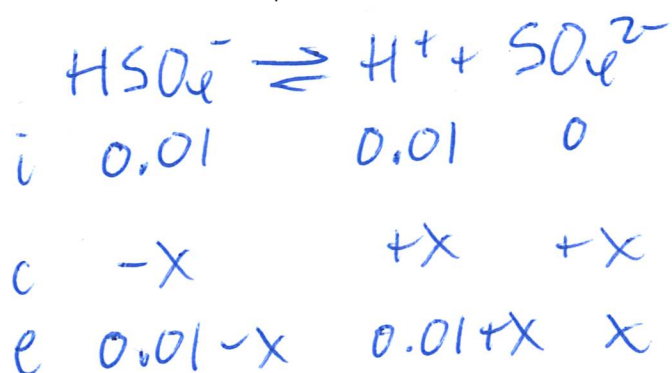 HSO₄⁻ ⇌ H⁺ + SO₄²⁻
i 0.01 0.01 0
c -x +x +x
e 0.01-x 0.01+x x